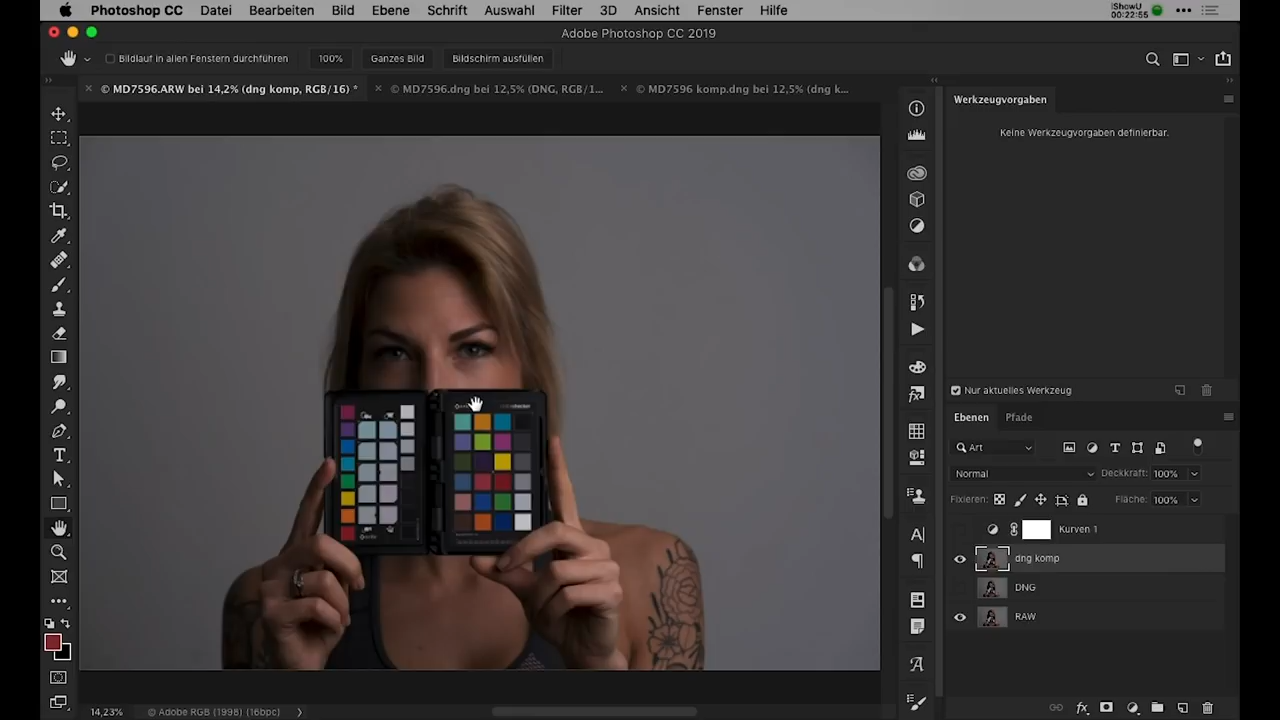 Photoshop CC Datei Bearbeiten Bild Ebene Schrift Auswahl Filter 3D Ansicht Fenster Hilfe
iShowU
00:22:55
Adobe Photoshop CC 2019
Bildlauf in allen Fenstern durchführen 100% Ganzes Bild Bildschirm ausfüllen
© MD7596.ARW bei 14,2% (dng komp, RGB/16) *
© MD7596.dng bei 12,5% (DNG, RGB/1...
© MD7596 komp.dng bei 12,5% (dng k...
Werkzeugvorgaben
Keine Werkzeugvorgaben definierbar.
Nur aktuelles Werkzeug
Ebenen Pfade
Art
Normal Deckkraft: 100%
Fixieren: Fläche: 100%
Kurven 1
dng komp
DNG
RAW
14,23% © Adobe RGB (1998) (16bpc)